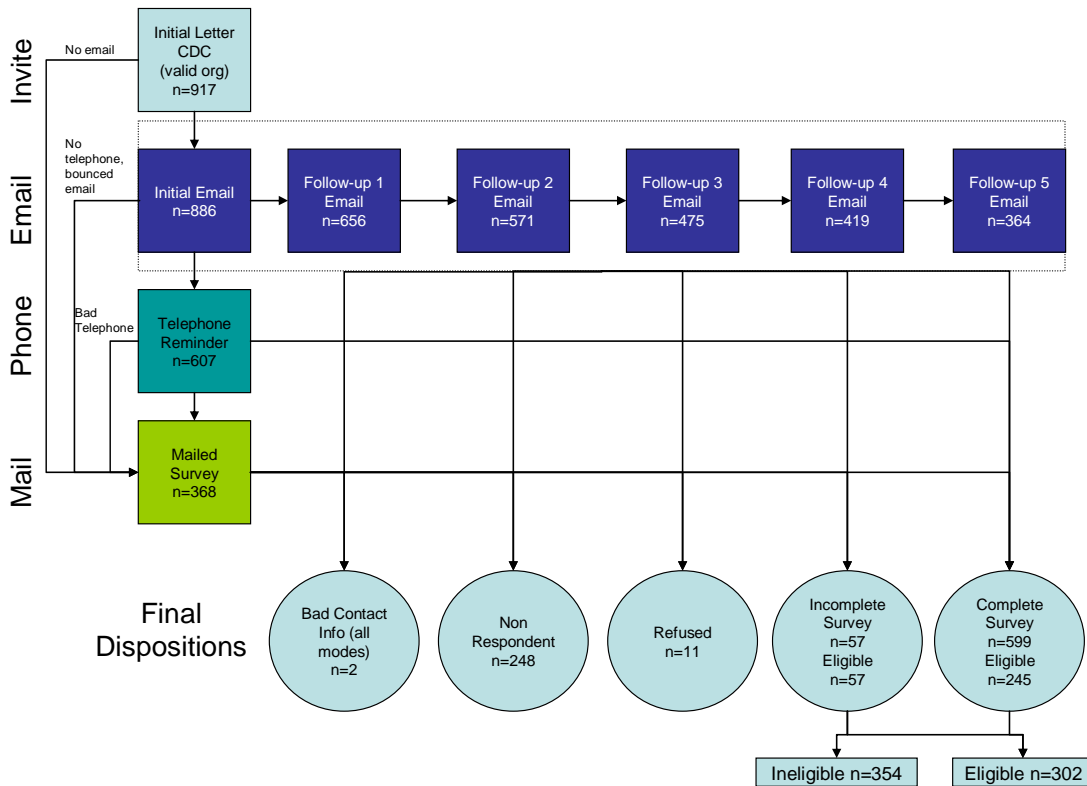 Invite
No email
Initial Letter
CDC
(valid org)
n=917
Email
No
telephone,
bounced
email
Initial Email
n=886
Follow-up 1
Email
n=656
Follow-up 2
Email
n=571
Follow-up 3
Email
n=475
Follow-up 4
Email
n=419
Follow-up 5
Email
n=364
Phone
Bad
Telephone
Telephone
Reminder
n=607
Mail
Mailed
Survey
n=368
Final
Dispositions
Bad Contact
Info (all
modes)
n=2
Non
Respondent
n=248
Refused
n=11
Incomplete
Survey
n=57
Eligible
n=57
Complete
Survey
n=599
Eligible
n=245
Ineligible n=354
Eligible n=302